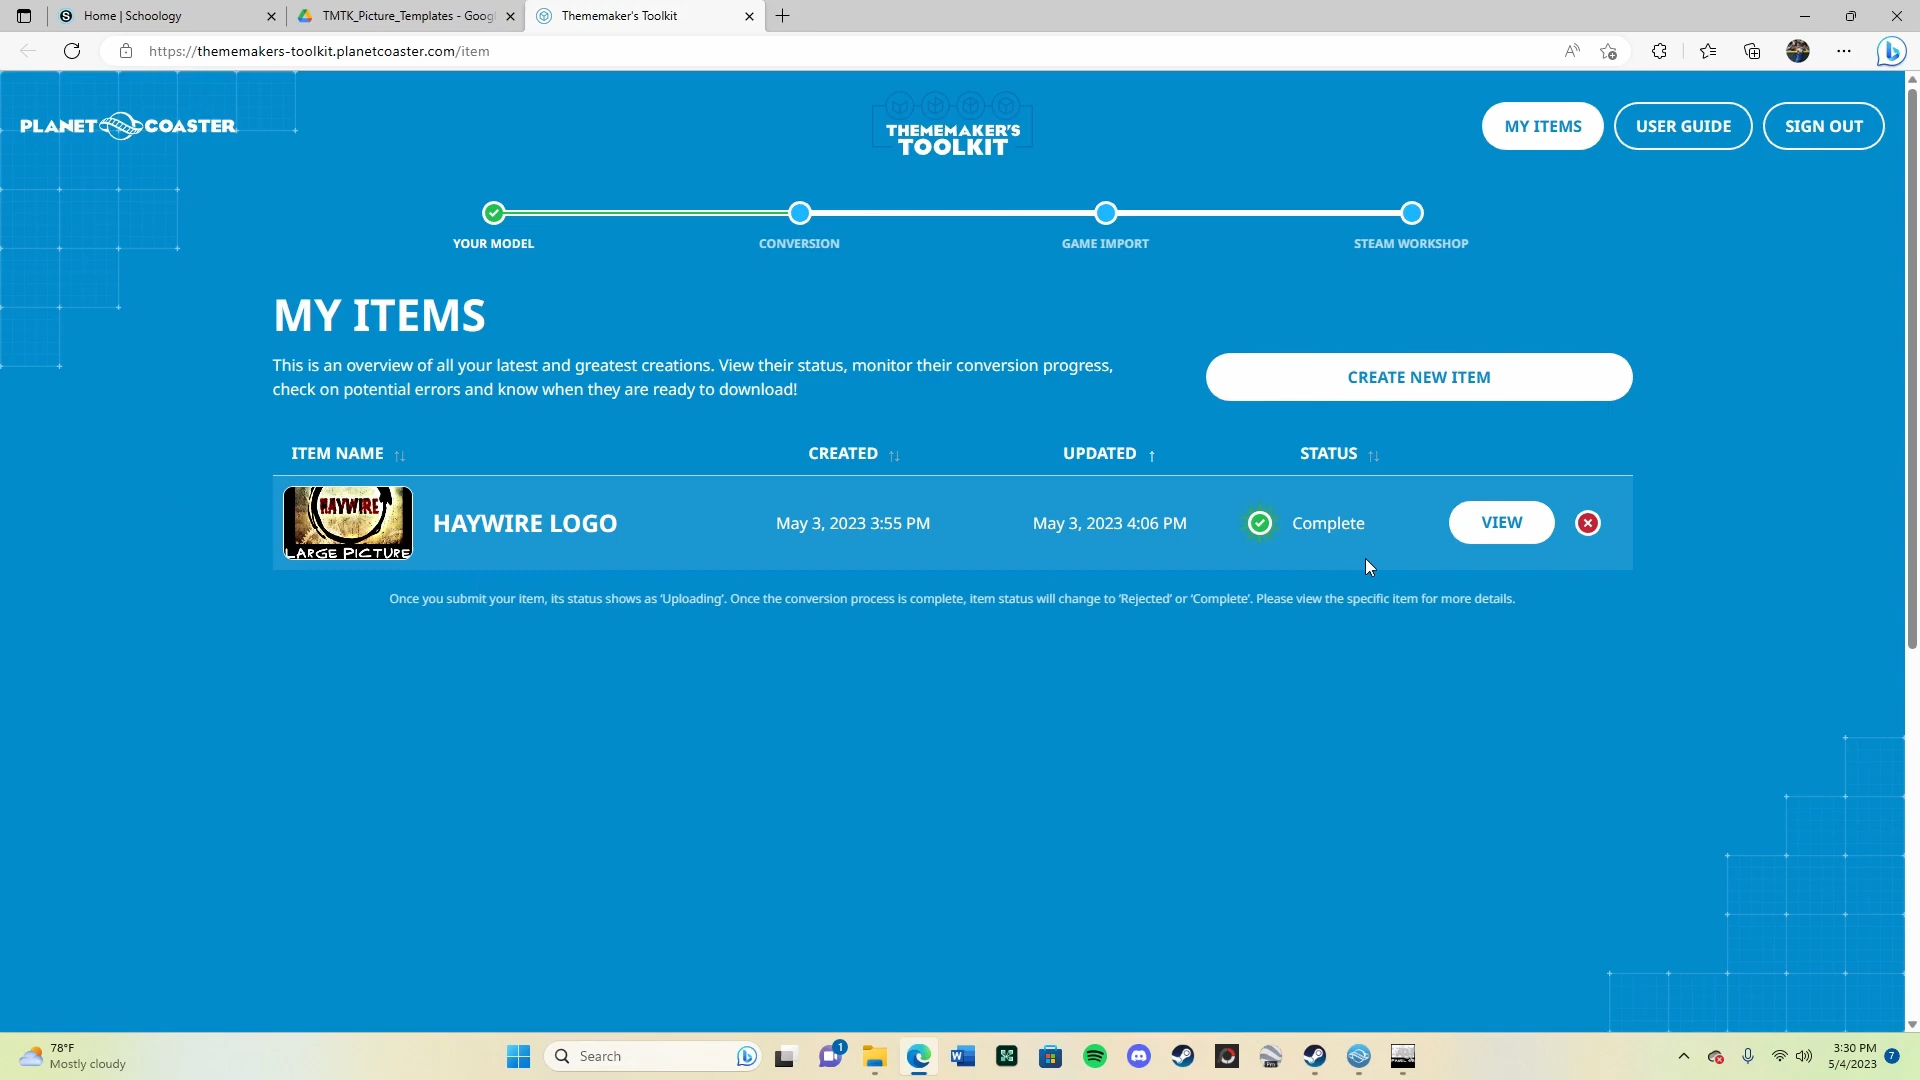 Home | Schoology
TMTK_Picture_Templates - Goog
Thememaker's Toolkit
https://thememakers-toolkit.planetcoaster.com/item
PLANET COASTER
THEMEMAKER'S
TOOLKIT
MY ITEMS
USER GUIDE
SIGN OUT
YOUR MODEL
CONVERSION
GAME IMPORT
STEAM WORKSHOP
MY ITEMS
This is an overview of all your latest and greatest creations. View their status, monitor their conversion progress,
check on potential errors and know when they are ready to download!
CREATE NEW ITEM
ITEM NAME
CREATED
UPDATED
STATUS
HAYWIRE
LARGE PICTURE
HAYWIRE LOGO
May 3, 2023 3:55 PM
May 3, 2023 4:06 PM
Complete
VIEW
Once you submit your item, its status shows as ‘Uploading’. Once the conversion process is complete, item status will change to ‘Rejected’ or ‘Complete’. Please view the specific item for more details.
78°F
Mostly cloudy
Search
1
3:30 PM
5/4/2023
7